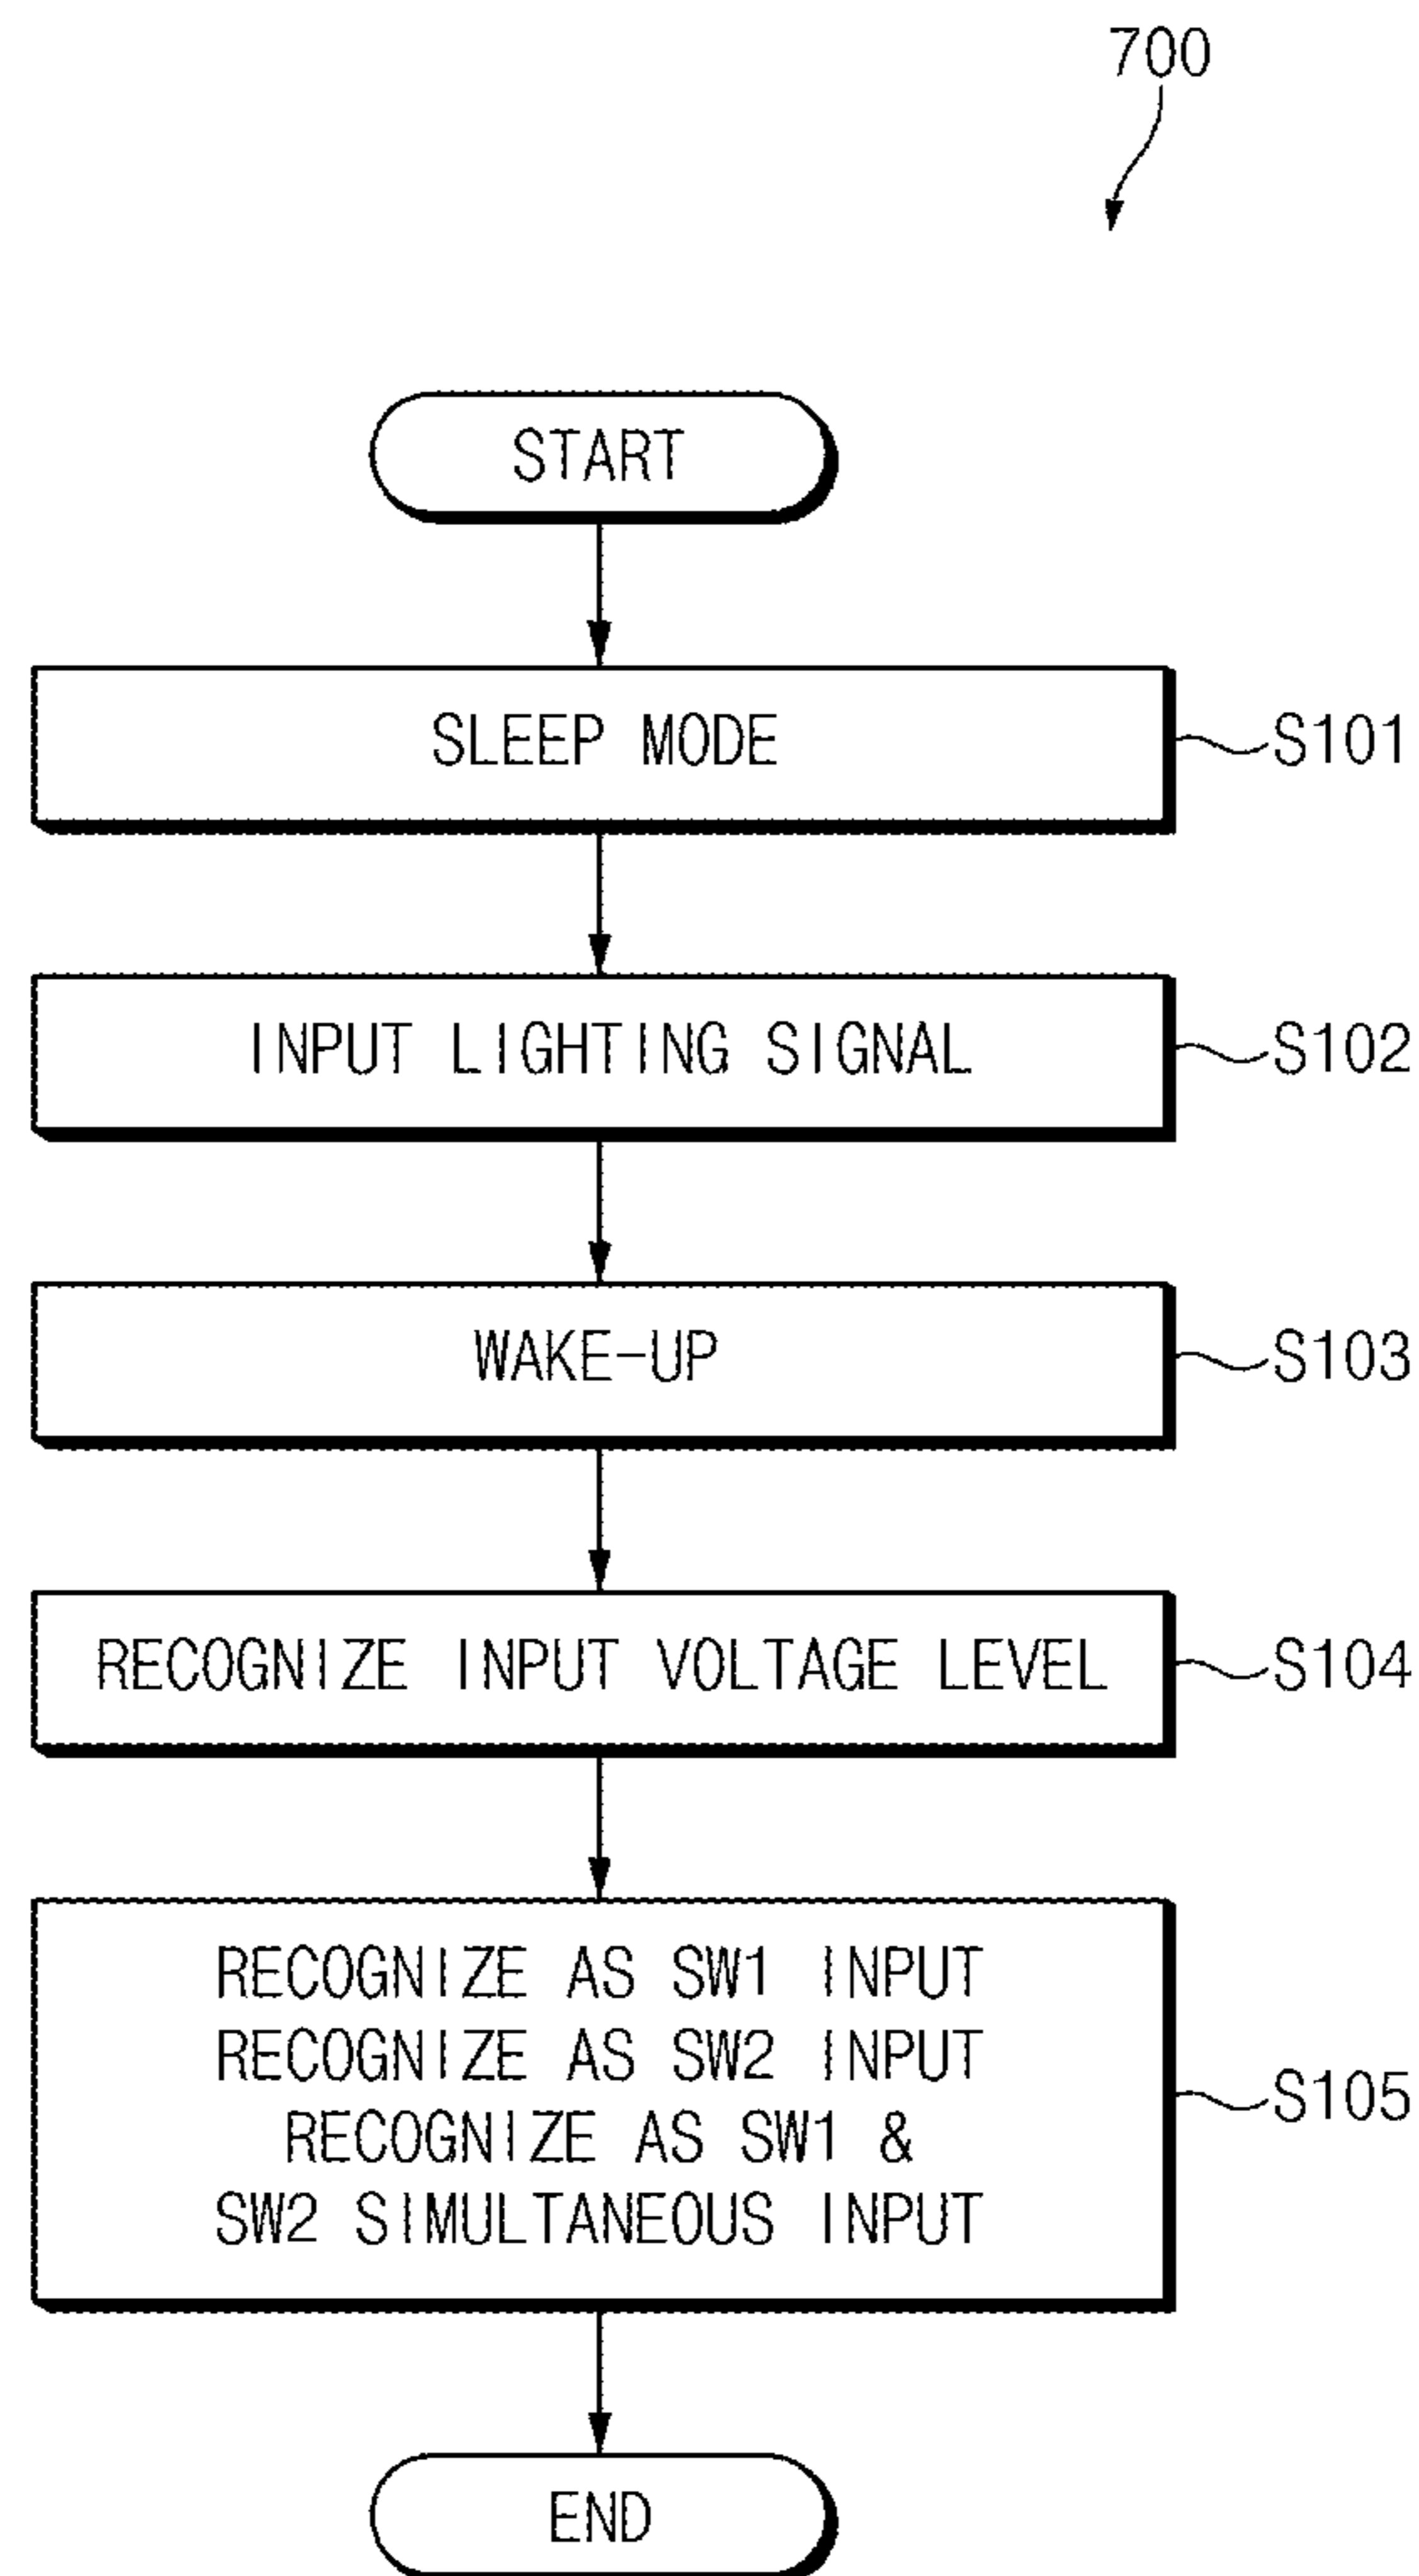 700
START
SLEEP MODE
S101
INPUT LIGHTING SIGNAL
S102
WAKE-UP
S103
RECOGNIZE INPUT VOLTAGE LEVEL
S104
RECOGNIZE AS SW1 INPUT
RECOGNIZE AS SW2 INPUT
RECOGNIZE AS SW1 &
SW2 SIMULTANEOUS INPUT
S105
END